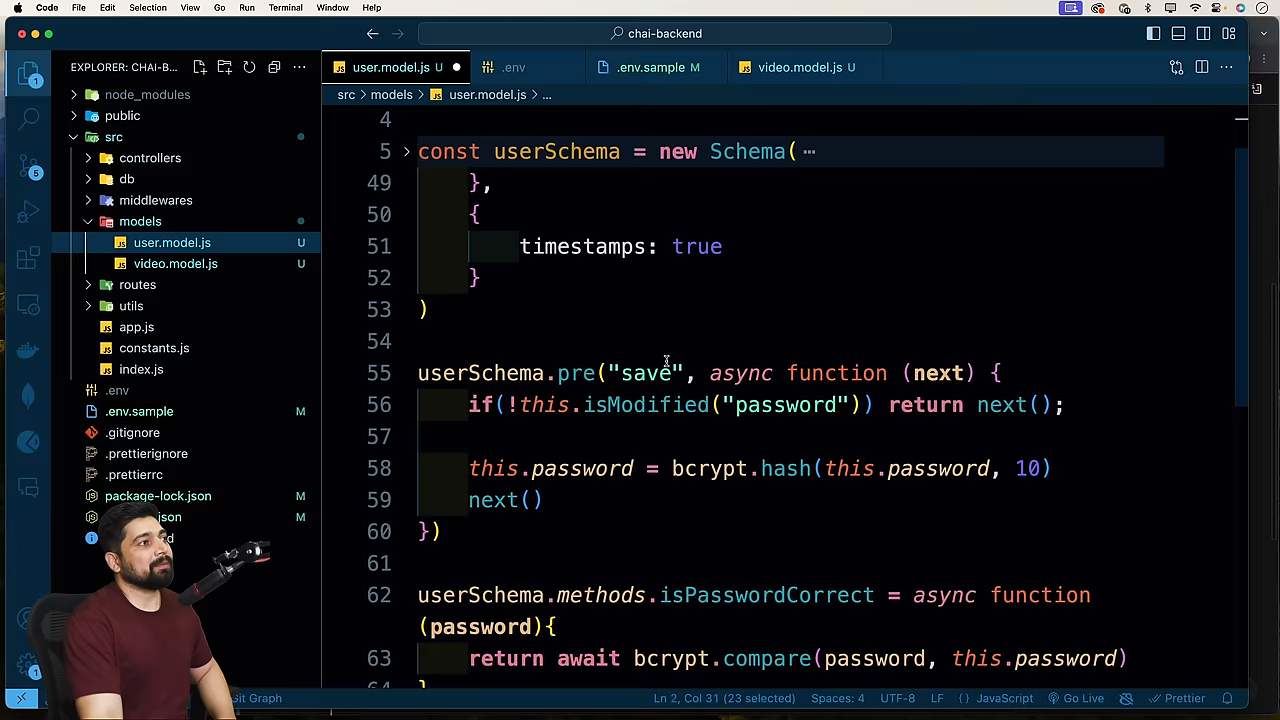 Code File Edit Selection View Go Run Terminal Window Help
chai-backend
EXPLORER: CHAI-B...
user.model.js U
.env
.env.sample M
video.model.js U
src > models > user.model.js > ...
node_modules
public
src
controllers
db
middlewares
models
user.model.js U
video.model.js U
routes
utils
app.js
constants.js
index.js
.env
.env.sample M
.gitignore
.prettierignore
.prettierrc
package-lock.json M
json M
4
5 const userSchema = new Schema( ⋯
49 },
50 {
51 timestamps: true
52 }
53 )
54
55 userSchema.pre("save", async function (next) {
56 if(!this.isModified("password")) return next();
57
58 this.password = bcrypt.hash(this.password, 10)
59 next()
60 })
61
62 userSchema.methods.isPasswordCorrect = async function
(password){
63 return await bcrypt.compare(password, this.password)
64 }
1
5
1
Git Graph
Ln 2, Col 31 (23 selected) Spaces: 4 UTF-8 LF {} JavaScript Go Live Prettier